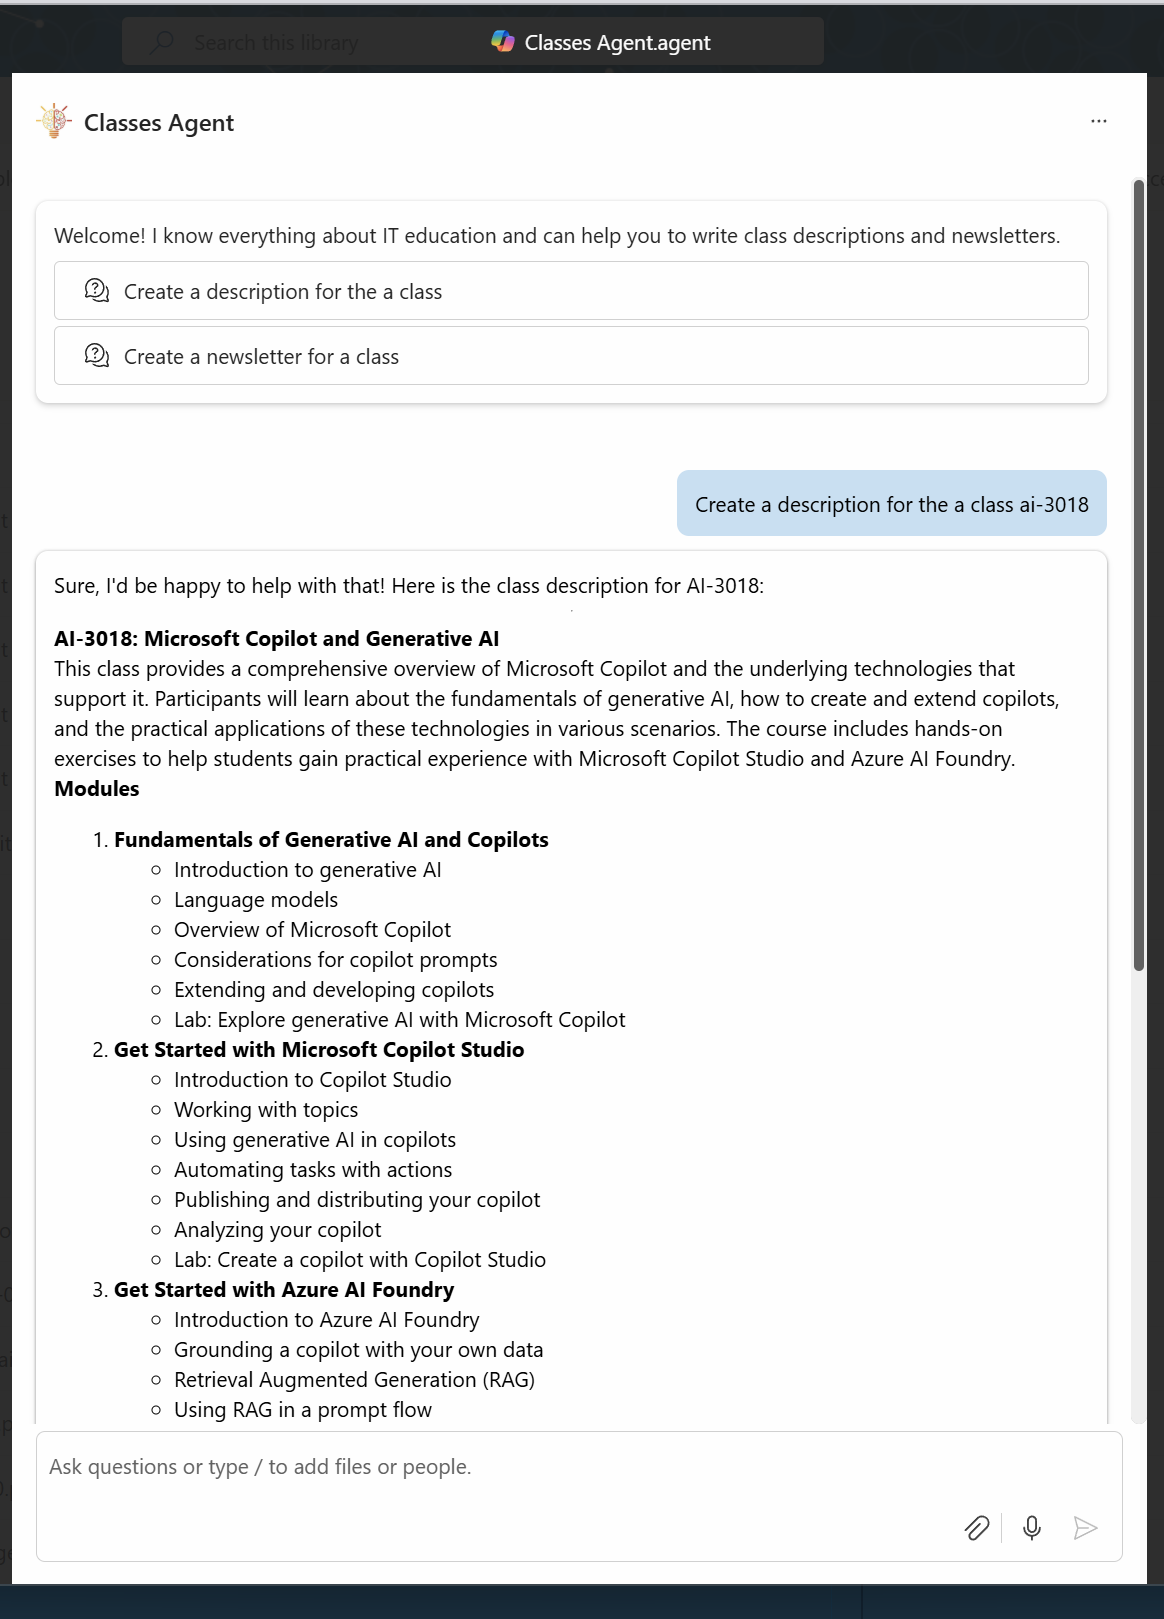 Search this library
Classes Agent.agent
Classes Agent
...
Welcome! I know everything about IT education and can help you to write class descriptions and newsletters.
Create a description for the a class
Create a newsletter for a class
Create a description for the a class ai-3018
Sure, I'd be happy to help with that! Here is the class description for AI-3018:
AI-3018: Microsoft Copilot and Generative AI
This class provides a comprehensive overview of Microsoft Copilot and the underlying technologies that
support it. Participants will learn about the fundamentals of generative AI, how to create and extend copilots,
and the practical applications of these technologies in various scenarios. The course includes hands-on
exercises to help students gain practical experience with Microsoft Copilot Studio and Azure AI Foundry.
Modules
1. Fundamentals of Generative AI and Copilots
Introduction to generative AI
Language models
Overview of Microsoft Copilot
Considerations for copilot prompts
Extending and developing copilots
Lab: Explore generative AI with Microsoft Copilot
2. Get Started with Microsoft Copilot Studio
Introduction to Copilot Studio
Working with topics
Using generative AI in copilots
Automating tasks with actions
Publishing and distributing your copilot
Analyzing your copilot
Lab: Create a copilot with Copilot Studio
3. Get Started with Azure AI Foundry
Introduction to Azure AI Foundry
Grounding a copilot with your own data
Retrieval Augmented Generation (RAG)
Using RAG in a prompt flow
Ask questions or type / to add files or people.